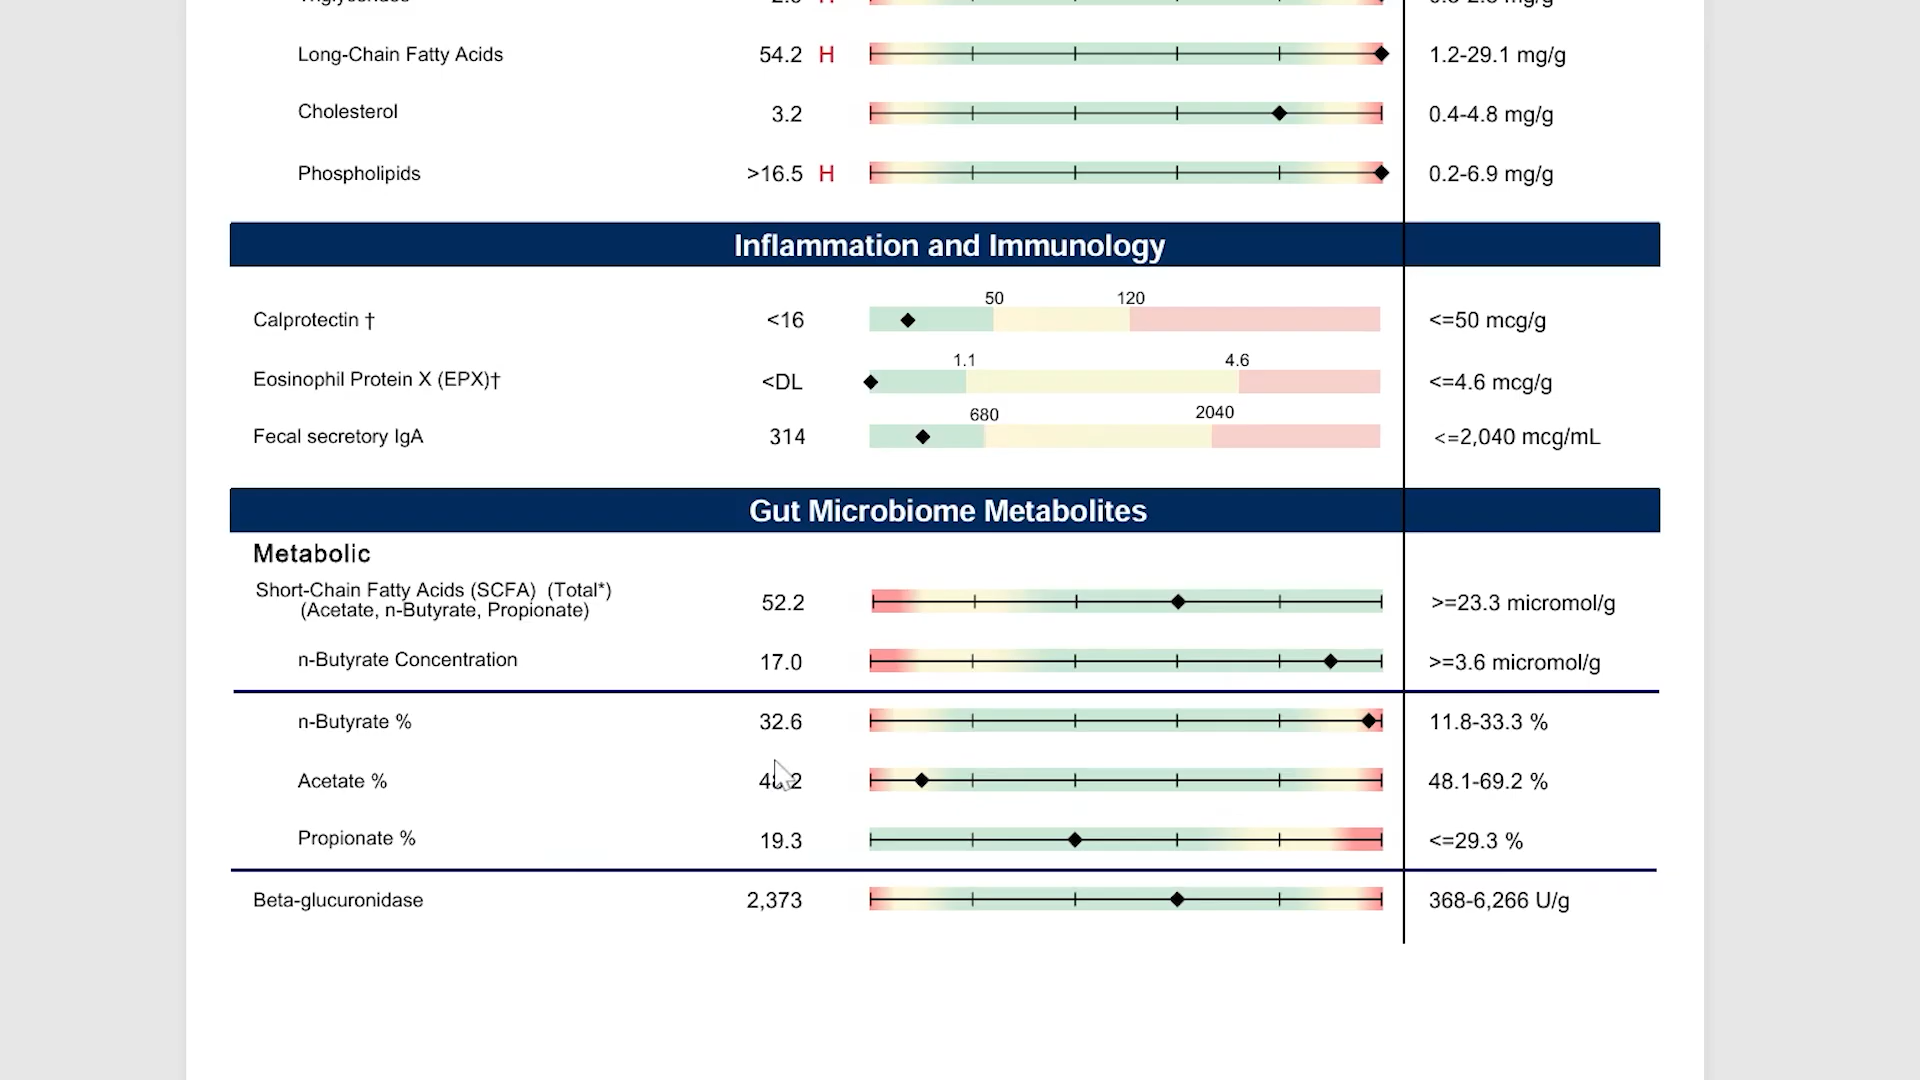 Long-Chain Fatty Acids 54.2 H 1.2-29.1 mg/g
Cholesterol 3.2 0.4-4.8 mg/g
Phospholipids >16.5 H 0.2-6.9 mg/g
Inflammation and Immunology
50 120
Calprotectin † <16 <=50 mcg/g
1.1 4.6
Eosinophil Protein X (EPX)† <DL <=4.6 mcg/g
680 2040
Fecal secretory IgA 314 <=2,040 mcg/mL
Gut Microbiome Metabolites
Metabolic
Short-Chain Fatty Acids (SCFA) (Total*)
(Acetate, n-Butyrate, Propionate) 52.2 >=23.3 micromol/g
n-Butyrate Concentration 17.0 >=3.6 micromol/g
n-Butyrate % 32.6 11.8-33.3 %
Acetate % 48.1-69.2 %
Propionate % 19.3 <=29.3 %
Beta-glucuronidase 2,373 368-6,266 U/g